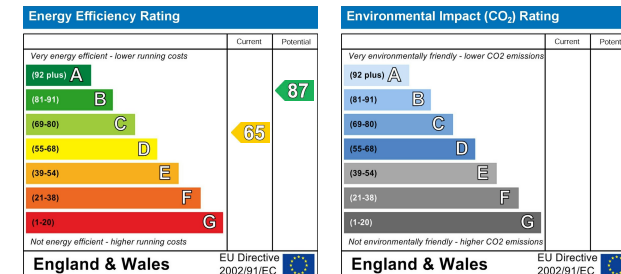 Energy Efficiency Rating
Current Potential
Very energy efficient - lower running costs
(92 plus) A
(81-91) B
(69-80) C
(55-68) D
(39-54) E
(21-38) F
(1-20) G
87
65
Not energy efficient - higher running costs
England & Wales
EU Directive
2002/91/EC
Environmental Impact (CO₂) Rating
Current Potent
Very environmentally friendly - lower CO2 emissions
(92 plus) A
(81-91) B
(69-80) C
(55-68) D
(39-54) E
(21-38) F
(1-20) G
Not environmentally friendly - higher CO2 emissions
England & Wales
EU Directive
2002/91/EC